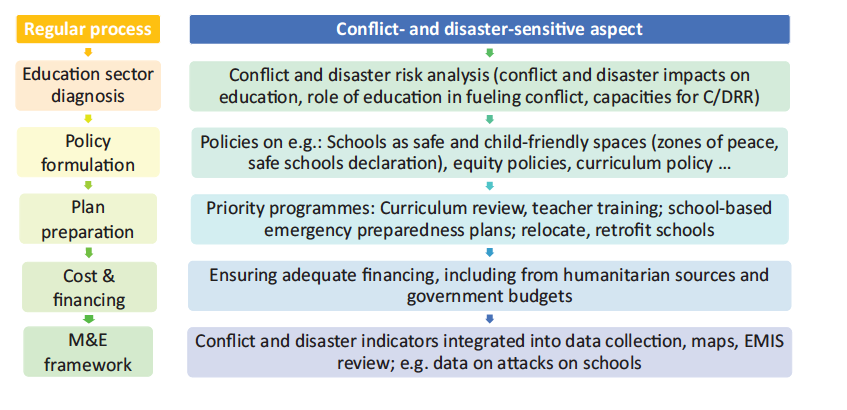 Regular process
Conflict- and disaster-sensitive aspect
Education sector
diagnosis
Conflict and disaster risk analysis (conflict and disaster impacts on
education, role of education in fueling conflict, capacities for C/DRR)
Policy
formulation
Policies on e.g.: Schools as safe and child-friendly spaces (zones of peace,
safe schools declaration), equity policies, curriculum policy ...
Plan
preparation
Priority programmes: Curriculum review, teacher training; school-based
emergency preparedness plans; relocate, retrofit schools
Cost &
financing
Ensuring adequate financing, including from humanitarian sources and
government budgets
M&E
framework
Conflict and disaster indicators integrated into data collection, maps, EMIS
review; e.g. data on attacks on schools